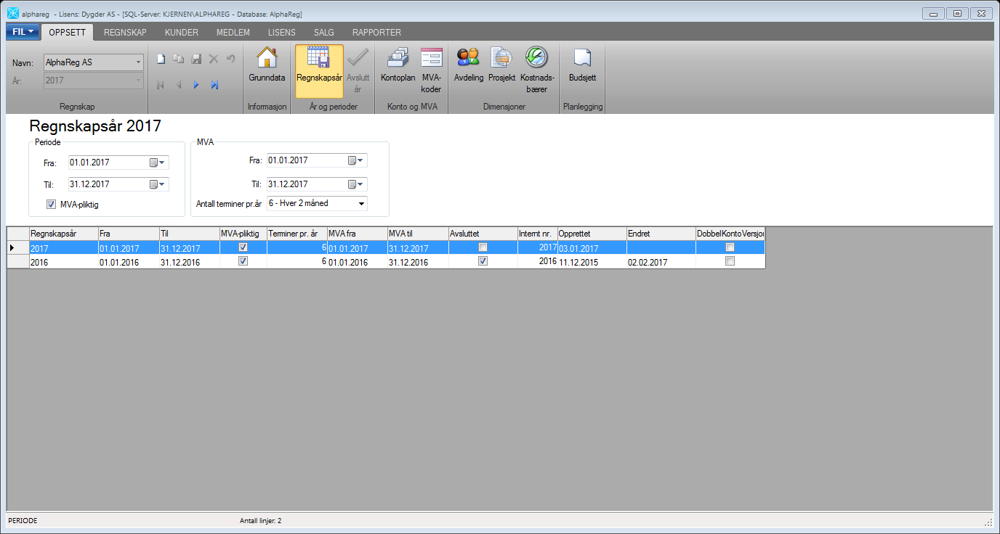 alphareg - Lisens: Dygder AS - [SQL-Server: KJERNEN\ALPHAREG - Database: AlphaReg]
FIL OPPSETT REGNSKAP KUNDER MEDLEM LISENS SALG RAPPORTER
Navn: AlphaReg AS
År: 2017
Regnskap
Grunndata
Informasjon
Regnskapsår Avslutt år
År og perioder
Kontoplan MVA-koder
Konto og MVA
Avdeling Prosjekt Kostnads-bærer
Dimensjoner
Budsjett
Planlegging
Regnskapsår 2017
Periode
Fra: 01.01.2017
Til: 31.12.2017
MVA-pliktig
MVA
Fra: 01.01.2017
Til: 31.12.2017
Antall terminer pr.år 6 - Hver 2 måned
Regnskapsår Fra Til MVA-pliktig Terminer pr. år MVA fra MVA til Avsluttet Internt nr. Opprettet Endret DobbelKontoVersjon
2017 01.01.2017 31.12.2017 6 01.01.2017 31.12.2017 2017 03.01.2017
2016 01.01.2016 31.12.2016 6 01.01.2016 31.12.2016 2016 11.12.2015 02.02.2017
PERIODE Antall linjer: 2